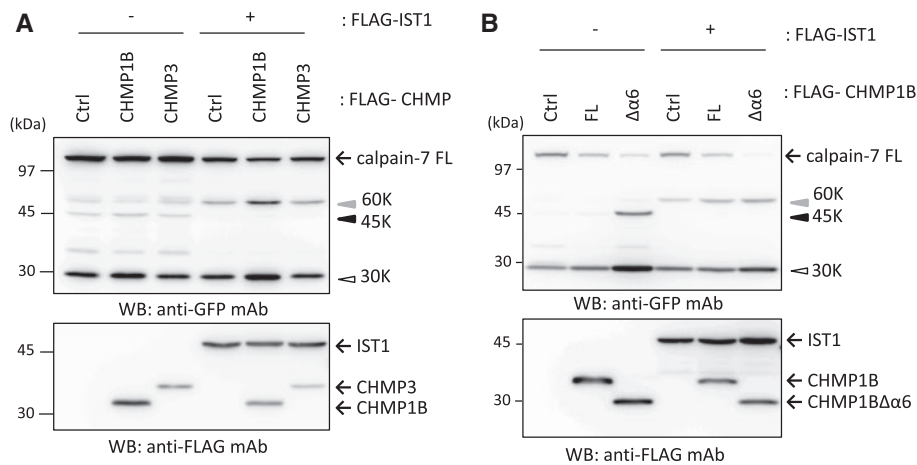 A
- + : FLAG-IST1
Ctrl CHMP1B CHMP3 Ctrl CHMP1B CHMP3 : FLAG- CHMP
(kDa)
97
45
30
calpain-7 FL
60K
45K
30K
WB: anti-GFP mAb
45
30
IST1
CHMP3
CHMP1B
WB: anti-FLAG mAb
B
- + : FLAG-IST1
Ctrl FL Δα6 Ctrl FL Δα6 : FLAG- CHMP1B
(kDa)
97
45
30
calpain-7 FL
60K
45K
30K
WB: anti-GFP mAb
45
30
IST1
CHMP1B
CHMP1BΔα6
WB: anti-FLAG mAb